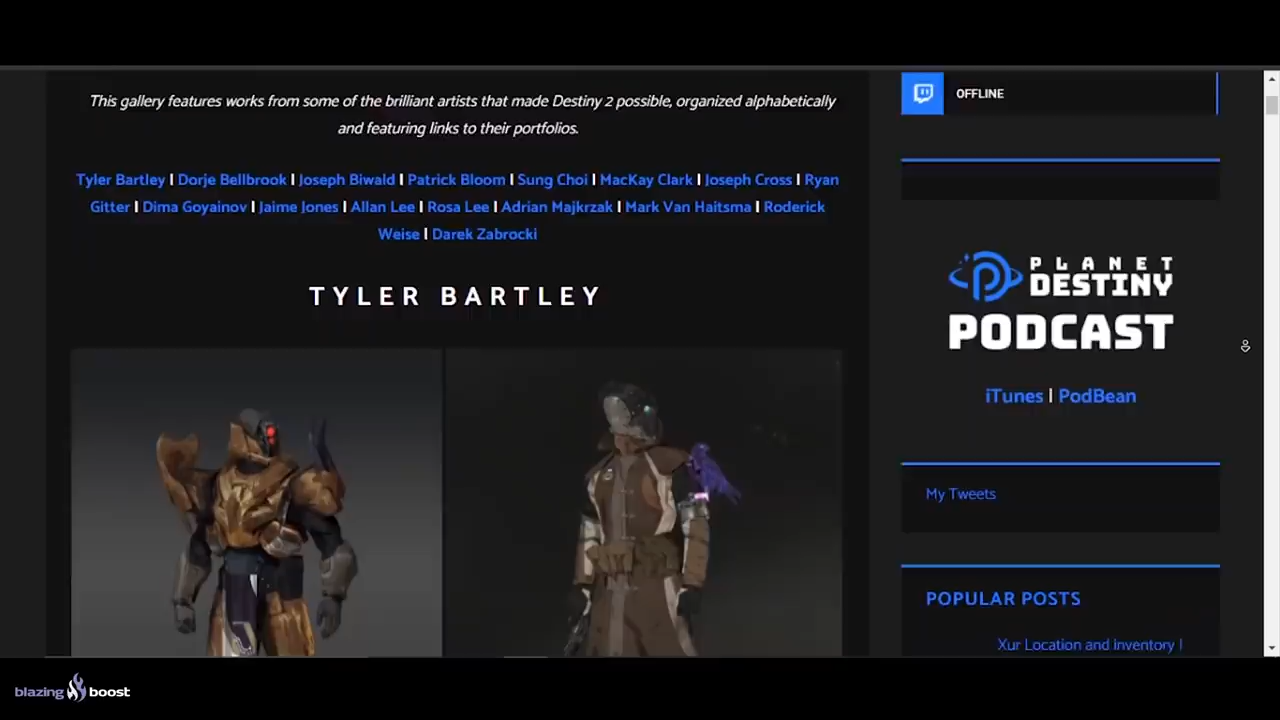 This gallery features works from some of the brilliant artists that made Destiny 2 possible, organized alphabetically
and featuring links to their portfolios.
Tyler Bartley | Dorje Bellbrook | Joseph Biwald | Patrick Bloom | Sung Choi | MacKay Clark | Joseph Cross | Ryan
Gitter | Dima Goyainov | Jaime Jones | Allan Lee | Rosa Lee | Adrian Majkrzak | Mark Van Haitsma | Roderick
Weise | Darek Zabrocki
TYLER BARTLEY
OFFLINE
PLANET
DESTINY
PODCAST
iTunes | PodBean
My Tweets
POPULAR POSTS
Xur Location and inventory |
blazing boost